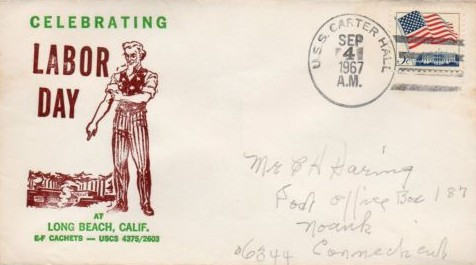 CELEBRATING
LABOR
DAY
AT
LONG BEACH, CALIF.
E-F CACHETS — USCS 4375/2603
U.S.S. CARTER HALL
SEP
4
1967
A.M.
Mr C H Haring
Post Office Box 187
Noank
06344 Connecticut